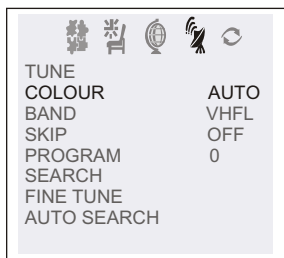 TUNE
COLOUR AUTO
BAND VHFL
SKIP OFF
PROGRAM 0
SEARCH
FINE TUNE
AUTO SEARCH